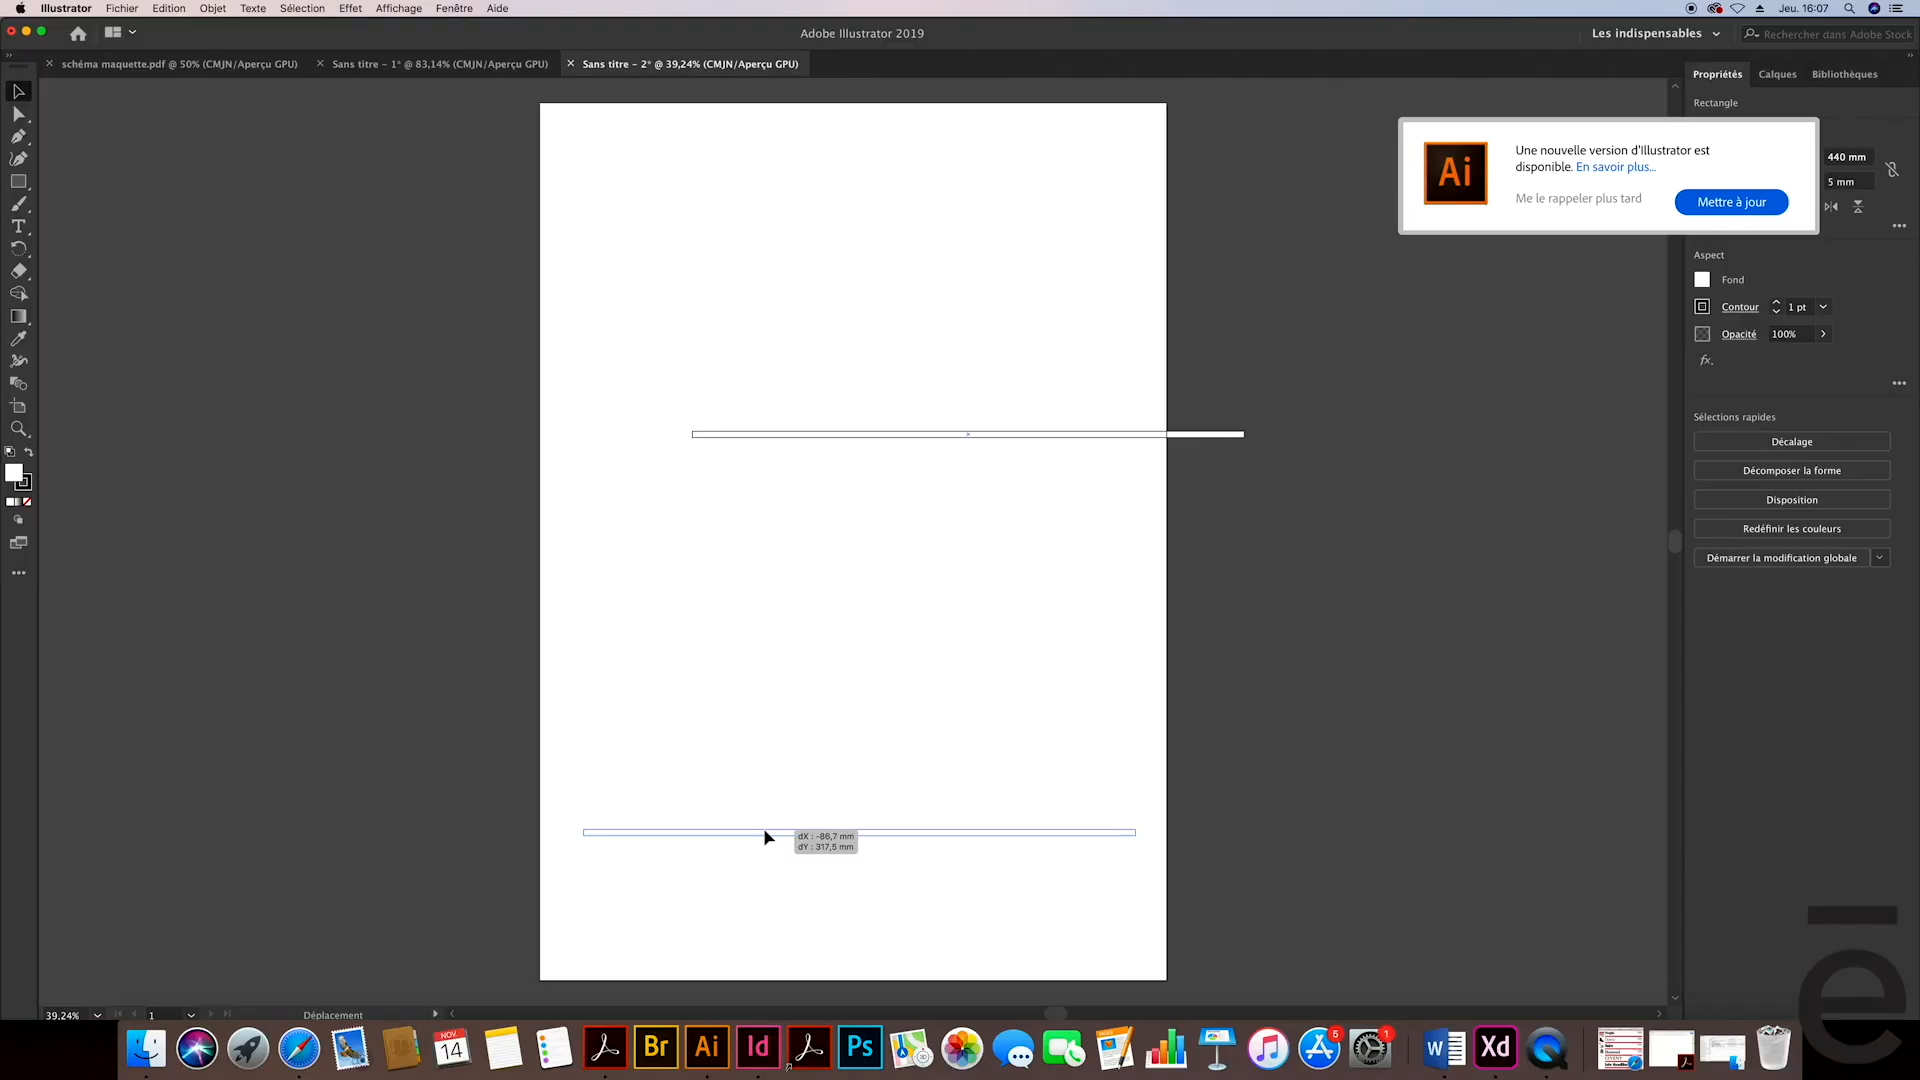 Illustrator Fichier Edition Objet Texte Sélection Effet Affichage Fenêtre Aide Jeu. 16:07
Adobe Illustrator 2019 Les indispensables Rechercher dans Adobe Stock
schéma maquette.pdf @ 50% (CMJN/Aperçu GPU) Sans titre - 1* @ 83,14% (CMJN/Aperçu GPU) Sans titre - 2* @ 39,24% (CMJN/Aperçu GPU)
Propriétés Calques Bibliothèques
Rectangle
Ai
Une nouvelle version d'Illustrator est
disponible. En savoir plus...
Me le rappeler plus tard Mettre à jour
440 mm
5 mm
Aspect
Fond
Contour 1 pt
Opacité 100%
fx.
Sélections rapides
Décalage
Décomposer la forme
Disposition
Redéfinir les couleurs
Démarrer la modification globale
dX : -86,7 mm
dY : 317,5 mm
39,24% 1 Déplacement
NOV.
14
Br Ai Id Ps 3D 5 1 W Xd
ē